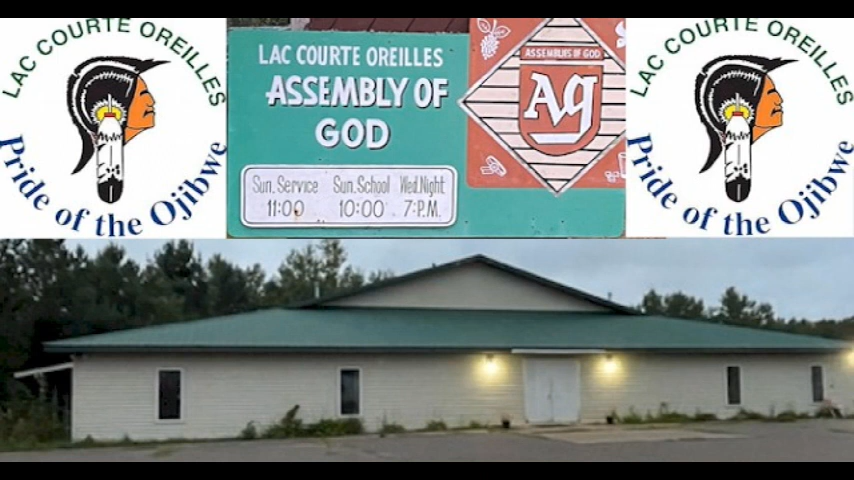 LAC COURTE OREILLES
Pride of the Ojibwe
LAC COURTE OREILLES
ASSEMBLY OF
GOD
Sun. Service Sun. School Wed. Night
11:00 10:00 7:P.M.
ASSEMBLIES OF GOD
AG
LAC COURTE OREILLES
Pride of the Ojibwe